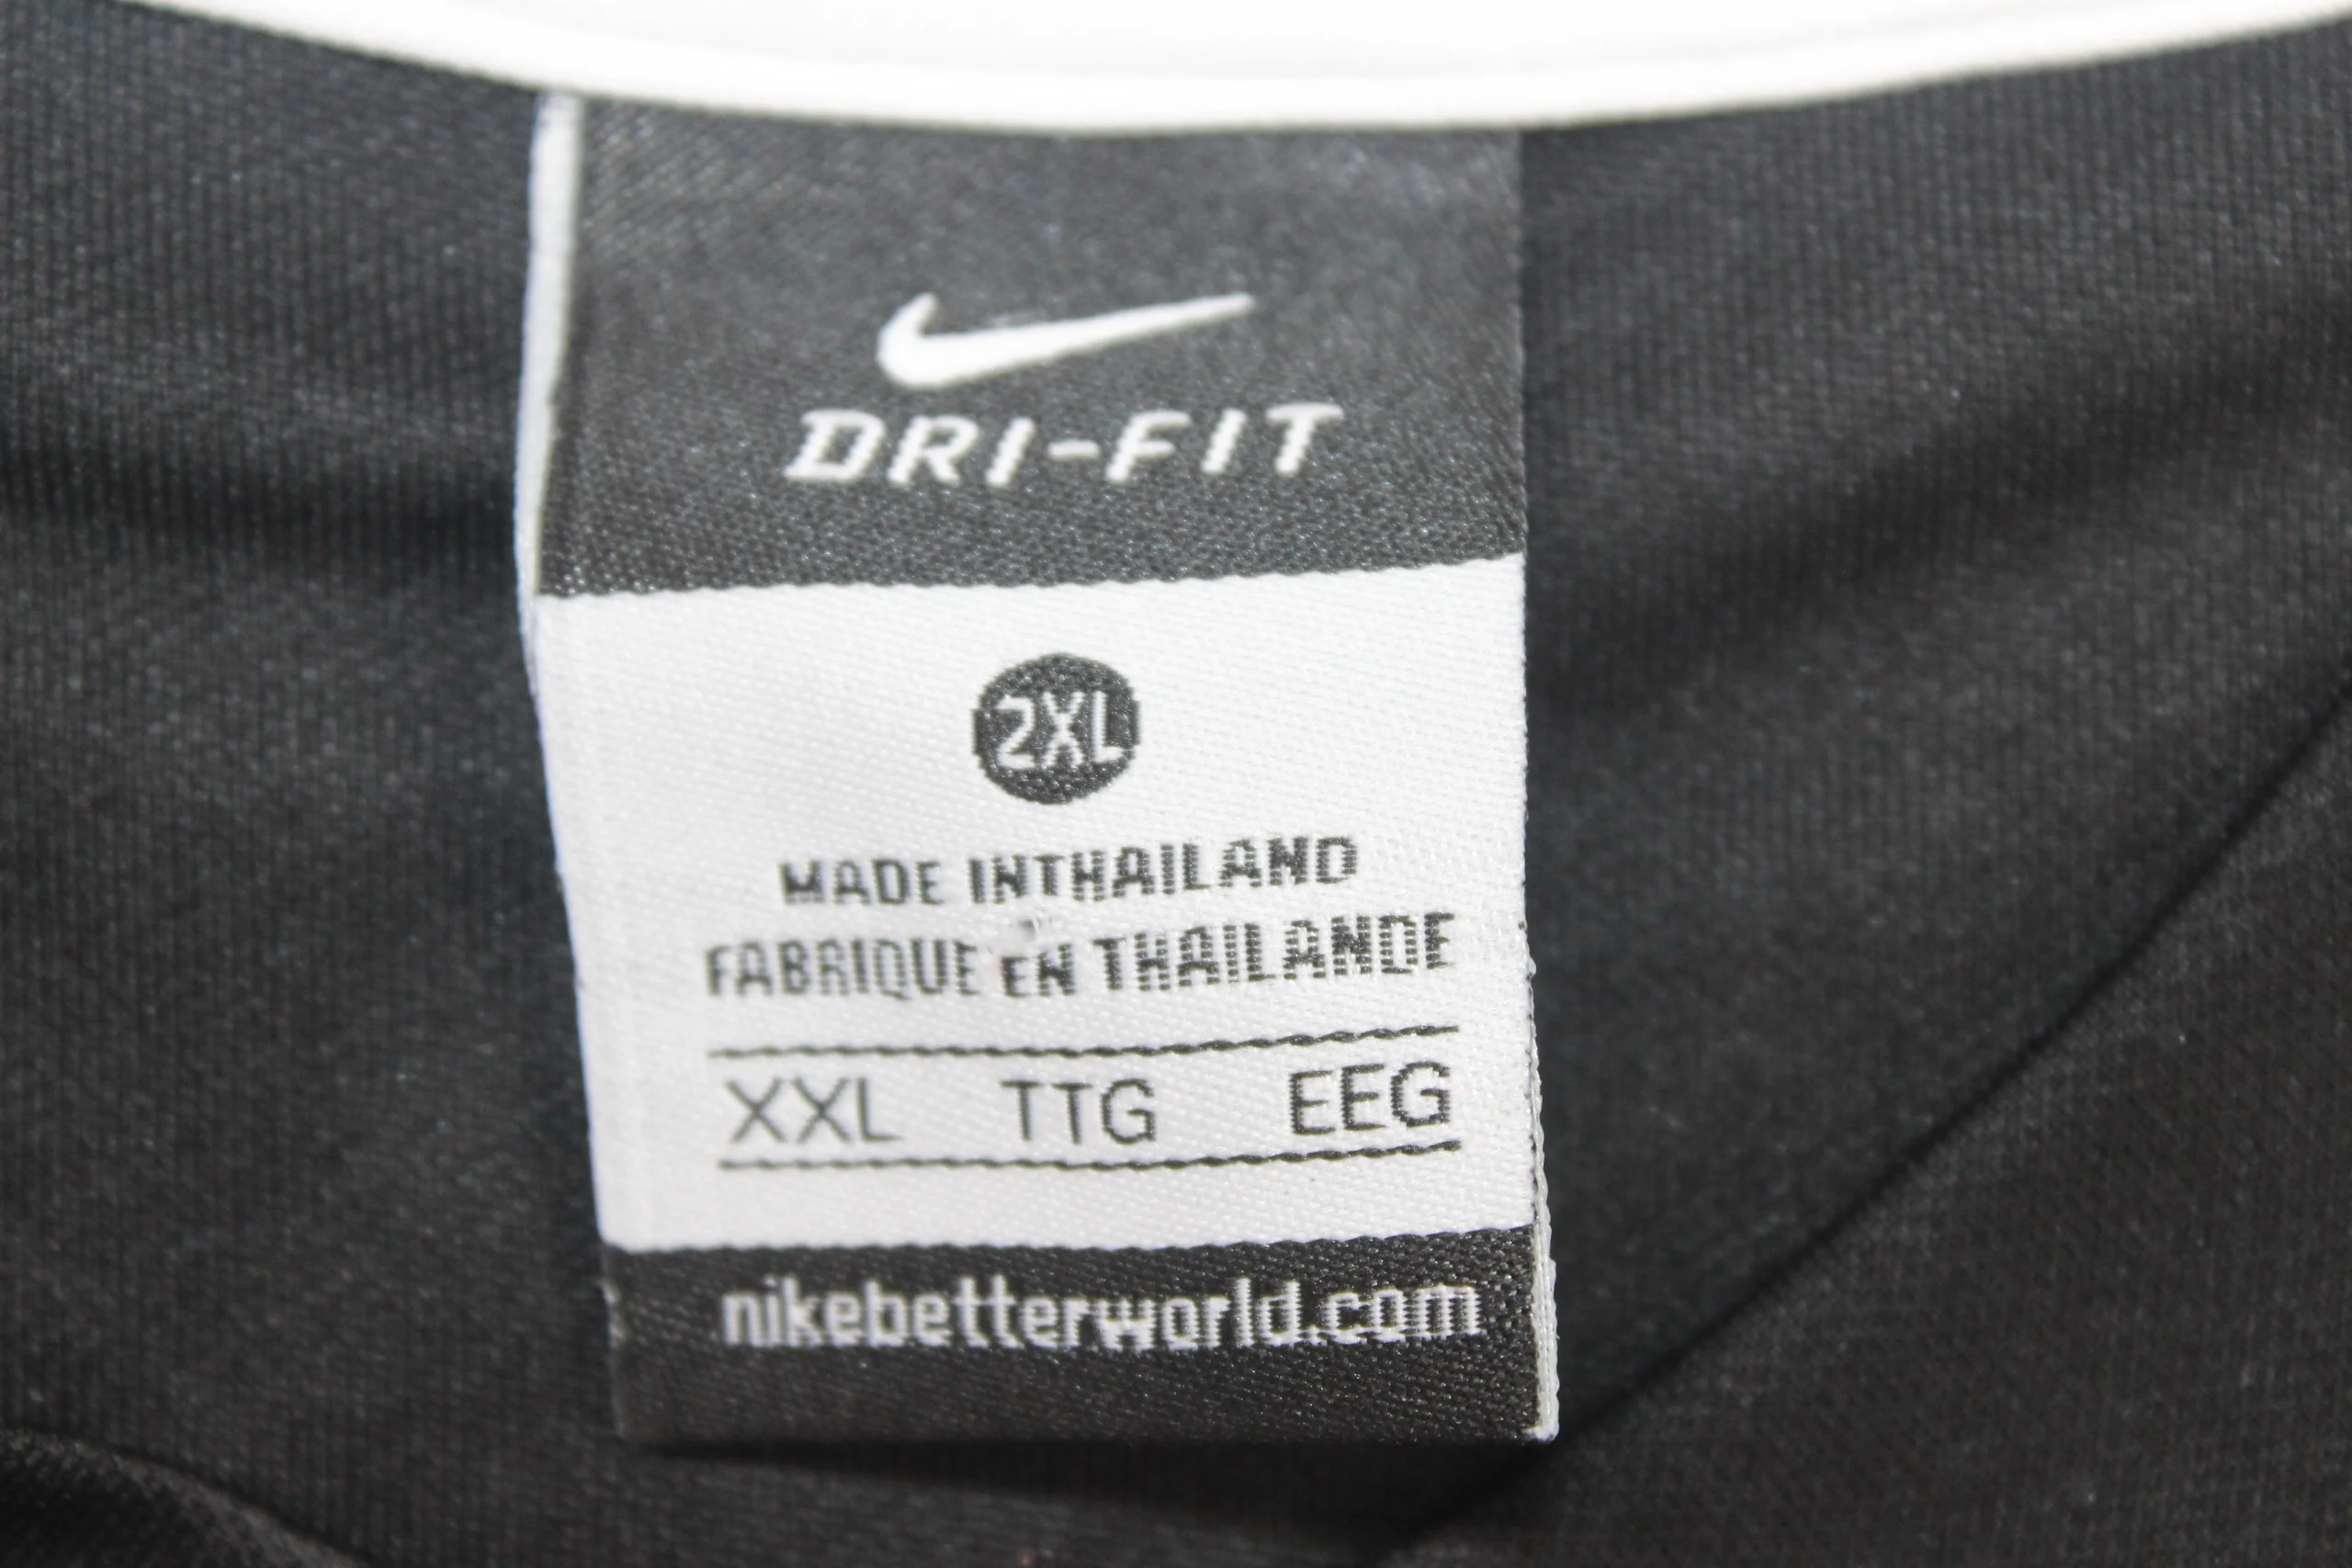 DRI-FIT
2XL
MADE INTHAILAND
FABRIQUE EN THAILANDE
XXL TTG EEG
nikebetterworld.com